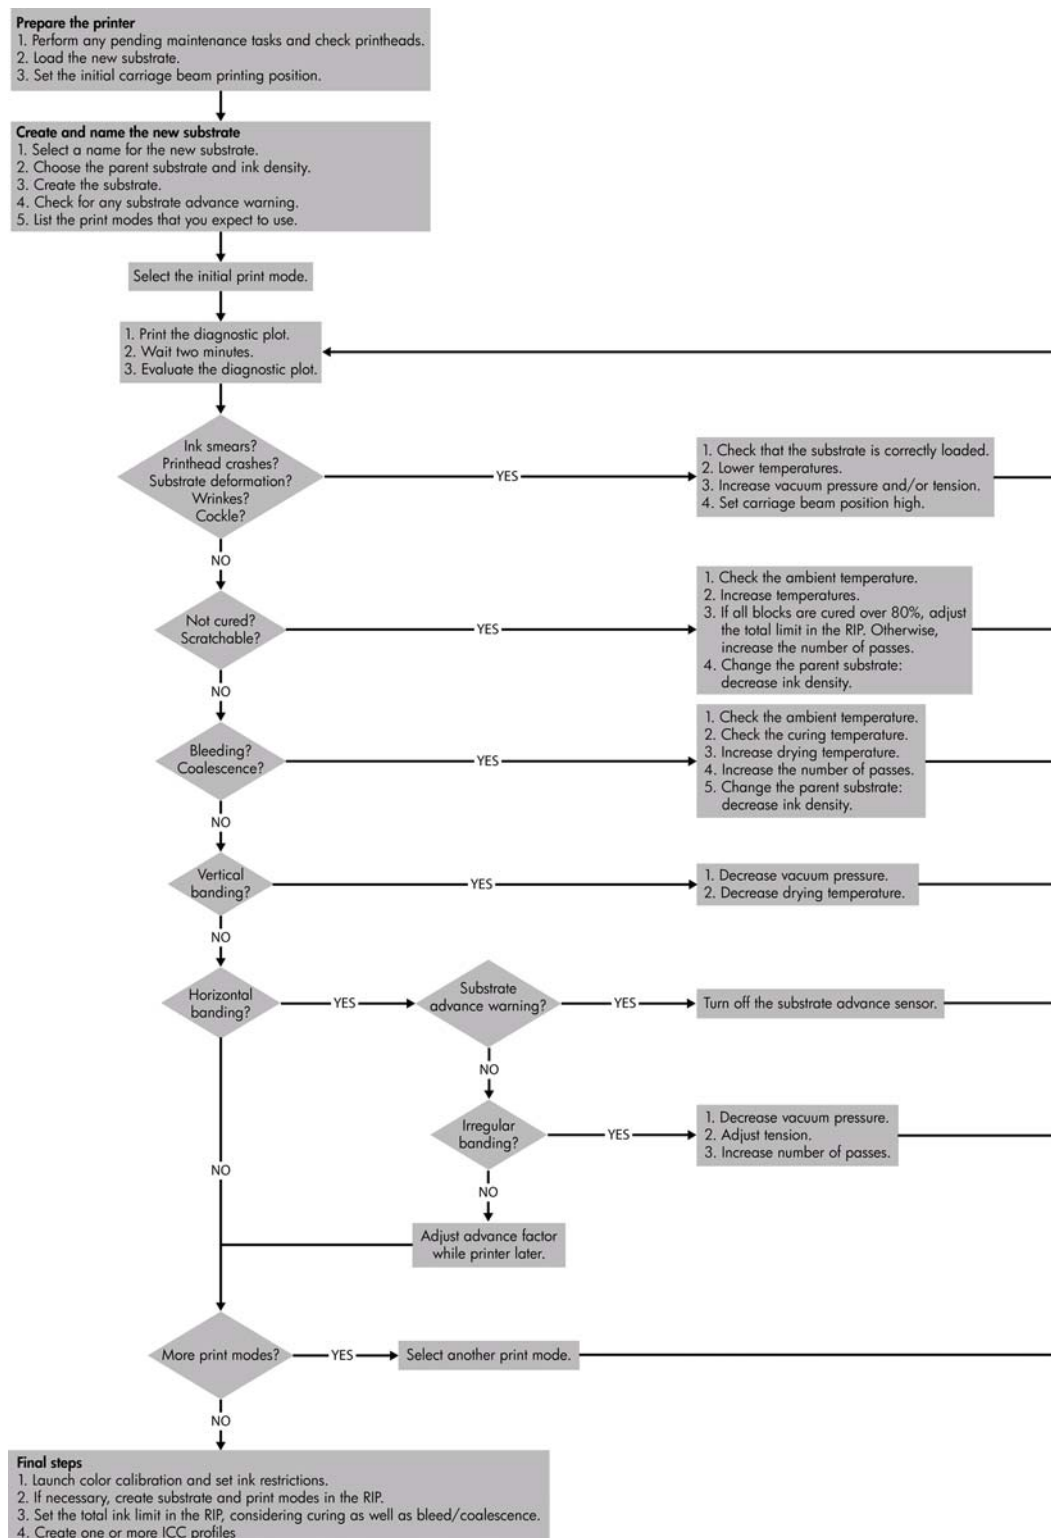 Prepare the printer
1. Perform any pending maintenance tasks and check printheads.
2. Load the new substrate.
3. Set the initial carriage beam printing position.
Create and name the new substrate
1. Select a name for the new substrate.
2. Choose the parent substrate and ink density.
3. Create the substrate.
4. Check for any substrate advance warning.
5. List the print modes that you expect to use.
Select the initial print mode.
1. Print the diagnostic plot.
2. Wait two minutes.
3. Evaluate the diagnostic plot.
Ink smears?
Printhead crashes?
Substrate deformation?
Wrinkes?
Cockle?
YES
1. Check that the substrate is correctly loaded.
2. Lower temperatures.
3. Increase vacuum pressure and/or tension.
4. Set carriage beam position high.
NO
Not cured?
Scratchable?
YES
1. Check the ambient temperature.
2. Increase temperatures.
3. If all blocks are cured over 80%, adjust
the total limit in the RIP. Otherwise,
increase the number of passes.
4. Change the parent substrate:
decrease ink density.
NO
Bleeding?
Coalescence?
YES
1. Check the ambient temperature.
2. Check the curing temperature.
3. Increase drying temperature.
4. Increase the number of passes.
5. Change the parent substrate:
decrease ink density.
NO
Vertical
banding?
YES
1. Decrease vacuum pressure.
2. Decrease drying temperature.
NO
Horizontal
banding?
YES
Substrate
advance warning?
YES
Turn off the substrate advance sensor.
NO
Irregular
banding?
YES
1. Decrease vacuum pressure.
2. Adjust tension.
3. Increase number of passes.
NO
NO
Adjust advance factor
while printer later.
More print modes?
YES
Select another print mode.
NO
Final steps
1. Launch color calibration and set ink restrictions.
2. If necessary, create substrate and print modes in the RIP.
3. Set the total ink limit in the RIP, considering curing as well as bleed/coalescence.
4. Create one or more ICC profiles